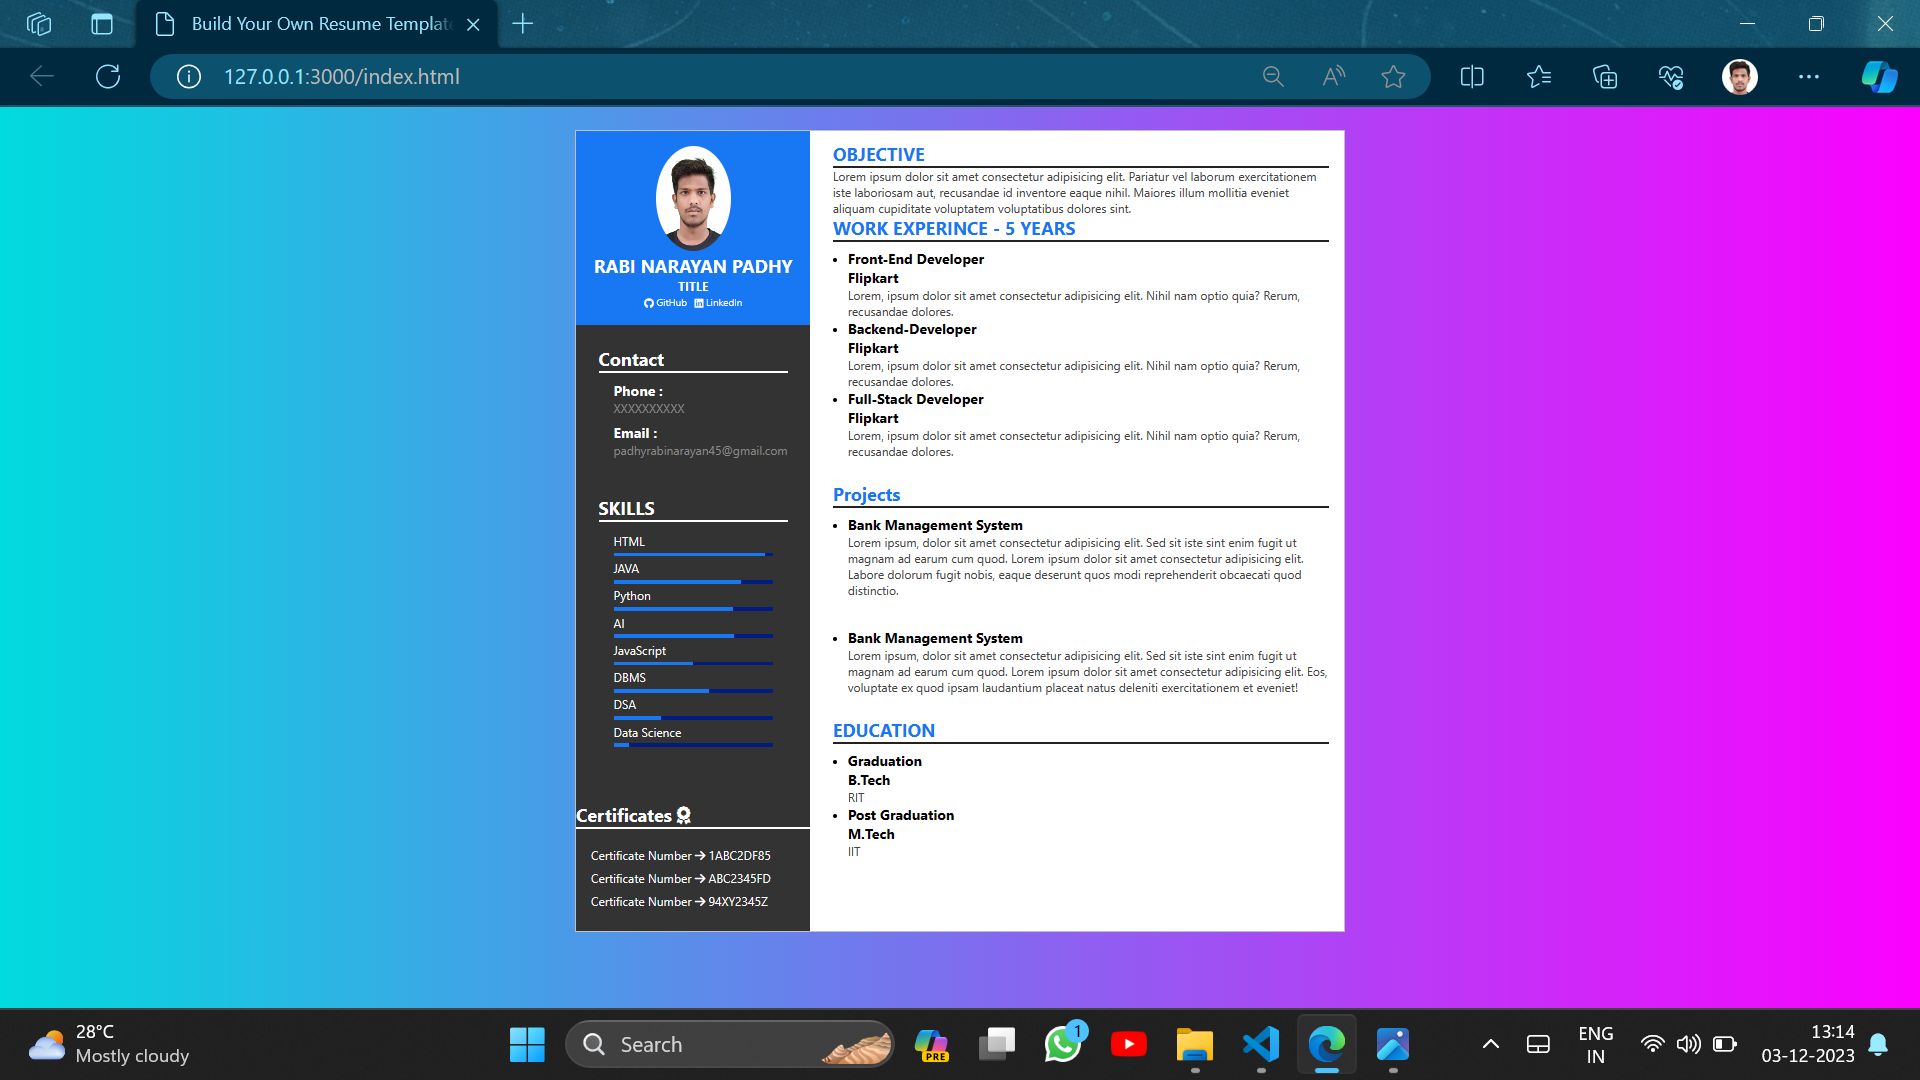 Build Your Own Resume Templat
127.0.0.1:3000/index.html
RABI NARAYAN PADHY
TITLE
GitHub LinkedIn
Contact
Phone :
XXXXXXXXXX
Email :
padhyrabinarayan45@gmail.com
SKILLS
HTML
JAVA
Python
AI
JavaScript
DBMS
DSA
Data Science
Certificates
Certificate Number → 1ABC2DF85
Certificate Number → ABC2345FD
Certificate Number → 94XY2345Z
OBJECTIVE
Lorem ipsum dolor sit amet consectetur adipisicing elit. Pariatur vel laborum exercitationem
iste laboriosam aut, recusandae id inventore eaque nihil. Maiores illum mollitia eveniet
aliquam cupiditate voluptatem voluptatibus dolores sint.
WORK EXPERINCE - 5 YEARS
• Front-End Developer
Flipkart
Lorem, ipsum dolor sit amet consectetur adipisicing elit. Nihil nam optio quia? Rerum,
recusandae dolores.
• Backend-Developer
Flipkart
Lorem, ipsum dolor sit amet consectetur adipisicing elit. Nihil nam optio quia? Rerum,
recusandae dolores.
• Full-Stack Developer
Flipkart
Lorem, ipsum dolor sit amet consectetur adipisicing elit. Nihil nam optio quia? Rerum,
recusandae dolores.
Projects
• Bank Management System
Lorem ipsum, dolor sit amet consectetur adipisicing elit. Sed sit iste sint enim fugit ut
magnam ad earum cum quod. Lorem ipsum dolor sit amet consectetur adipisicing elit.
Labore dolorum fugit nobis, eaque deserunt quos modi reprehenderit obcaecati quod
distinctio.
• Bank Management System
Lorem ipsum, dolor sit amet consectetur adipisicing elit. Sed sit iste sint enim fugit ut
magnam ad earum cum quod. Lorem ipsum dolor sit amet consectetur adipisicing elit. Eos,
voluptate ex quod ipsam laudantium placeat natus deleniti exercitationem et eveniet!
EDUCATION
• Graduation
B.Tech
RIT
• Post Graduation
M.Tech
IIT
28°C
Mostly cloudy
Search
PRE
1
ENG
IN
13:14
03-12-2023